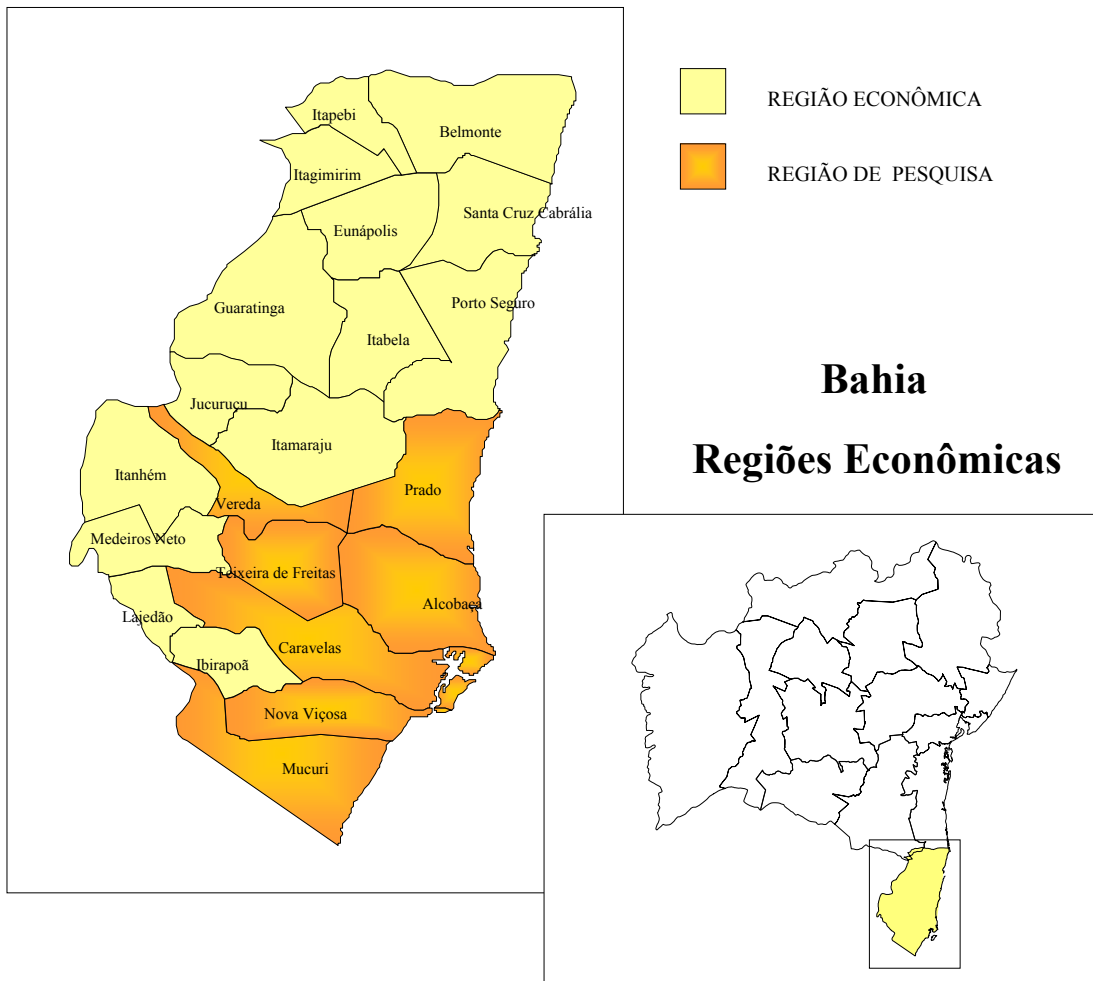 REGIÃO ECONÔMICA
REGIÃO DE PESQUISA
Itapebi
Belmonte
Itagimirim
Santa Cruz Cabrália
Eunápolis
Porto Seguro
Guaratinga
Itabela
Bahia
Jucuruçu
Itamaraju
Regiões Econômicas
Itanhém
Prado
Vereda
Medeiros Neto
Teixeira de Freitas
Alcobaça
Lajedão
Caravelas
Ibirapoã
Nova Viçosa
Mucuri